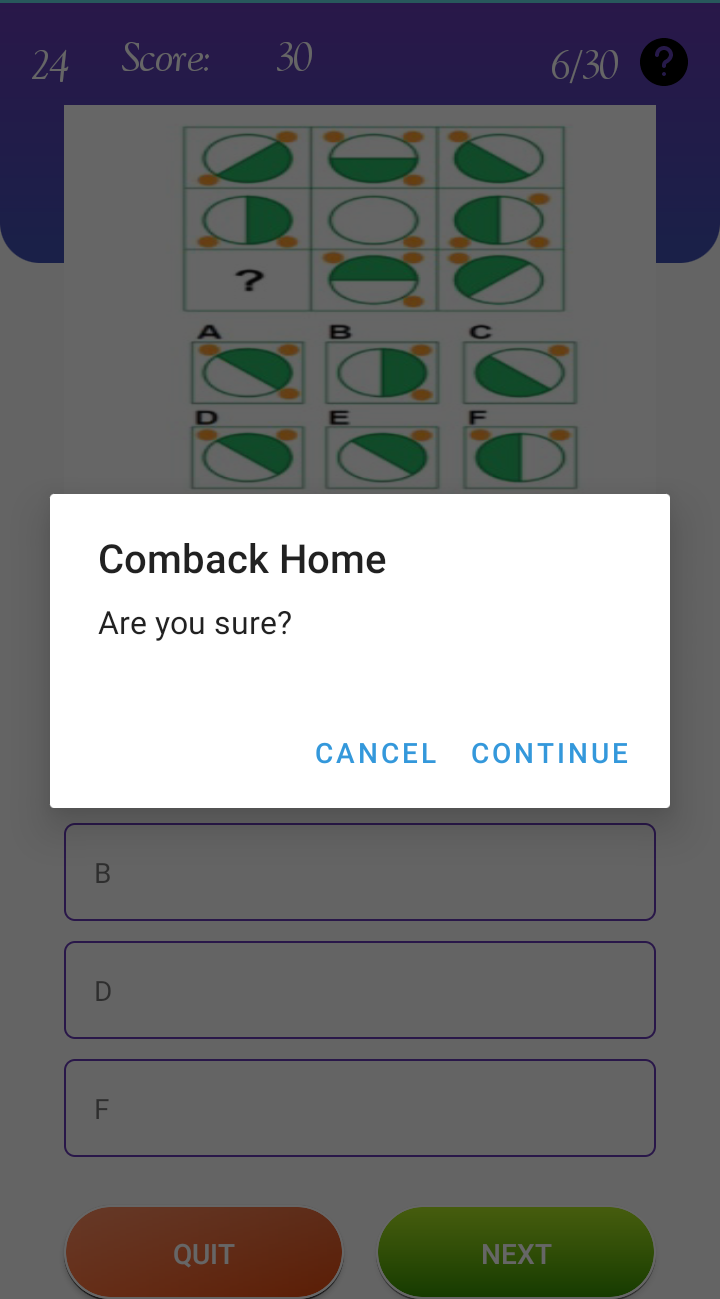 24 Score: 30 6/30 ?
?
A B C
D E F
Comback Home
Are you sure?
CANCEL CONTINUE
B
D
F
QUIT NEXT